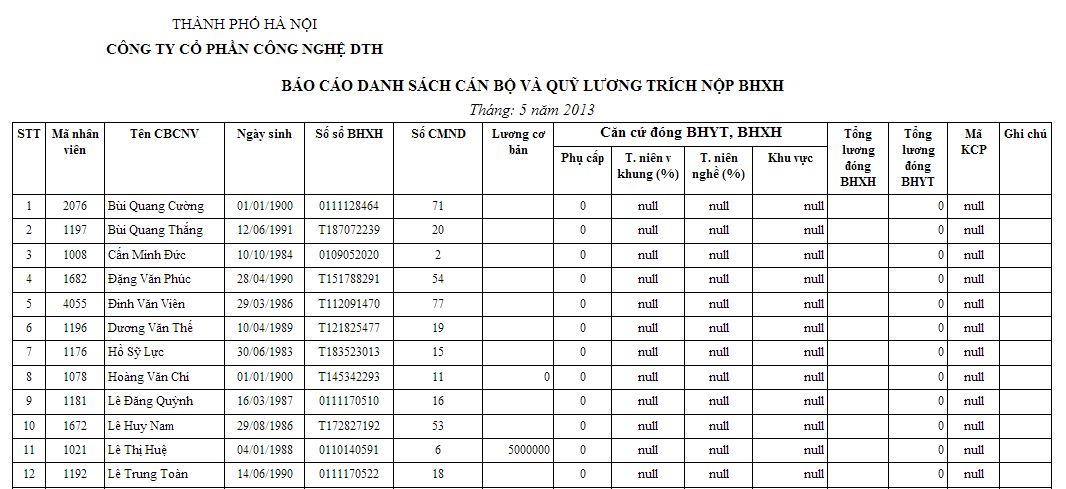 THÀNH PHỐ HÀ NỘI
CÔNG TY CỔ PHẦN CÔNG NGHỆ DTH
BÁO CÁO DANH SÁCH CÁN BỘ VÀ QUỸ LƯƠNG TRÍCH NỘP BHXH
Tháng: 5 năm 2013
STT Mã nhân viên Tên CBCNV Ngày sinh Số sổ BHXH Số CMND Lương cơ bản Căn cứ đóng BHYT, BHXH Tổng lương đóng BHXH Tổng lương đóng BHYT Mã KCP Ghi chú
Phụ cấp T. niên v khung (%) T. niên nghề (%) Khu vực
1 2076 Bùi Quang Cường 01/01/1900 0111128464 71 0 null null null 0 null
2 1197 Bùi Quang Thắng 12/06/1991 T187072239 20 0 null null null 0 null
3 1008 Cấn Minh Đức 10/10/1984 0109052020 2 0 null null null 0 null
4 1682 Đặng Văn Phúc 28/04/1990 T151788291 54 0 null null null 0 null
5 4055 Đinh Văn Viên 29/03/1986 T112091470 77 0 null null null 0 null
6 1196 Dương Văn Thế 10/04/1989 T121825477 19 0 null null null 0 null
7 1176 Hồ Sỹ Lực 30/06/1983 T183523013 15 0 null null null 0 null
8 1078 Hoàng Văn Chi 01/01/1900 T145342293 11 0 0 null null null 0 null
9 1181 Lê Đăng Quỳnh 16/03/1987 0111170510 16 0 null null null 0 null
10 1672 Lê Huy Nam 29/08/1986 T172827192 53 0 null null null 0 null
11 1021 Lê Thị Huệ 04/01/1988 0110140591 6 5000000 0 null null null 0 null
12 1192 Lê Trung Toàn 14/06/1990 0111170522 18 0 null null null 0 null